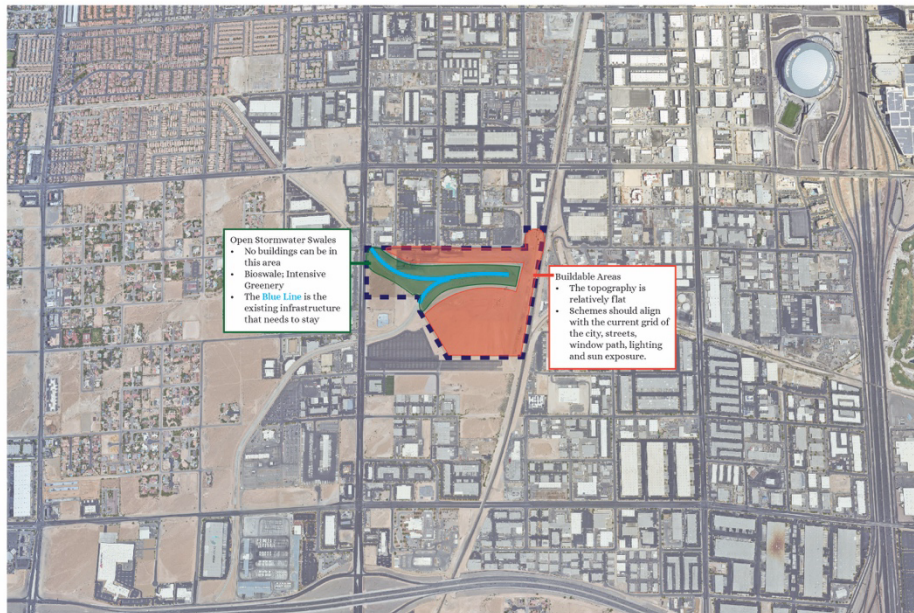 Open Stormwater Swales
• No buildings can be in
this area
• Bioswale; Intensive
Greenery
• The Blue Line is the
existing infrastructure
that needs to stay
Buildable Areas
• The topography is
relatively flat
• Schemes should align
with the current grid of
the city, streets,
window path, lighting
and sun exposure.